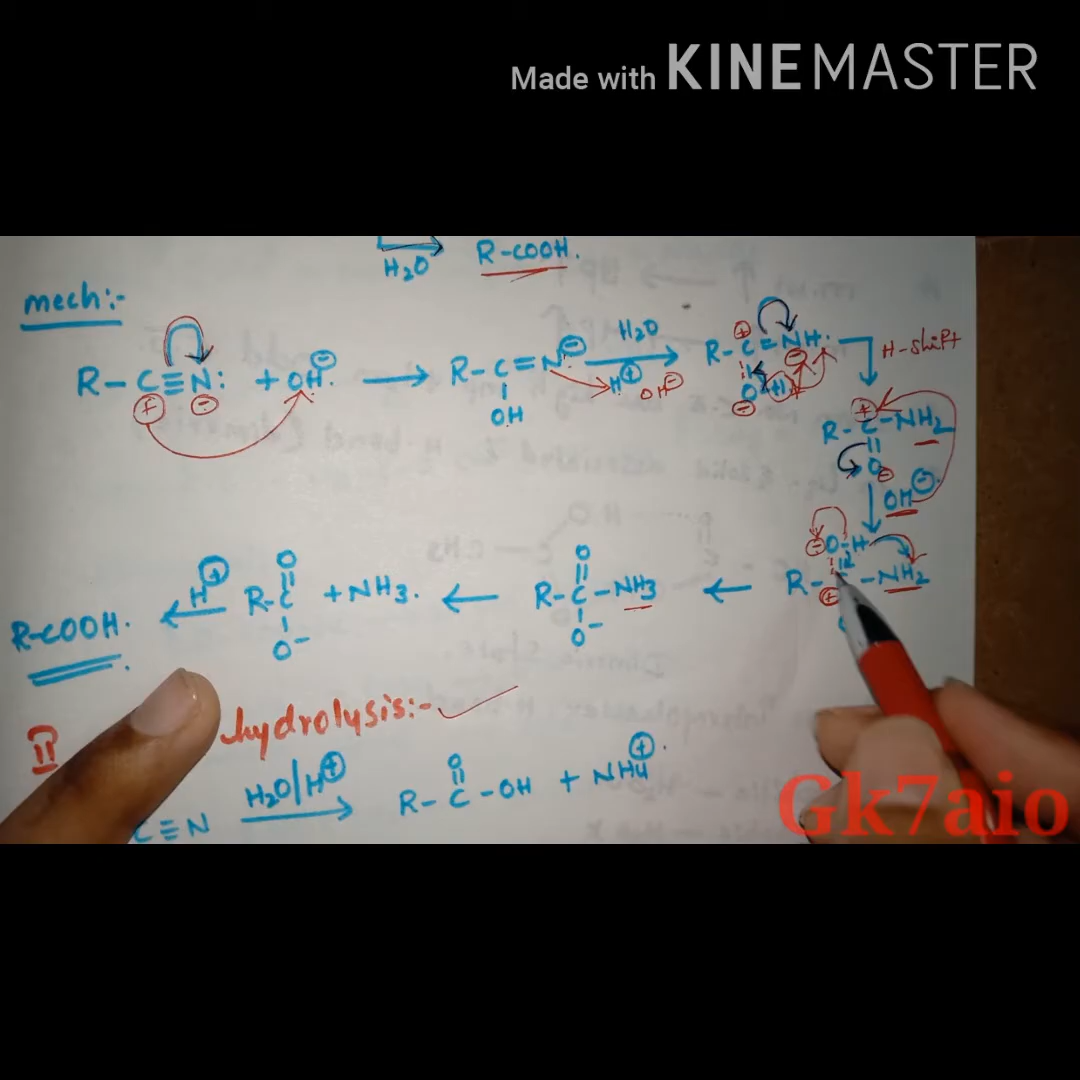 Made with KINEMASTER
H₂O R-COOH.
mech:-
R-C≡N: + OH⊖: → R-C=N⊖ H₂O → R-C=NH: H-shift
⊕ ⊖ OH H⊕ OH⊖ ⊕ ⊖ O H ⊖
R-C-NH₂ ⊕
O⊖ OH⊖
⊖O-H
R- ⊕ -NH₂
← R-C-NH₃
O O⁻
← R-C + NH₃.
O O⁻
H⊕ ← R-COOH.
II hydrolysis:-
C≡N H₂O/H⊕ → R-C-OH + NH₄⊕.
O
Gk7aio